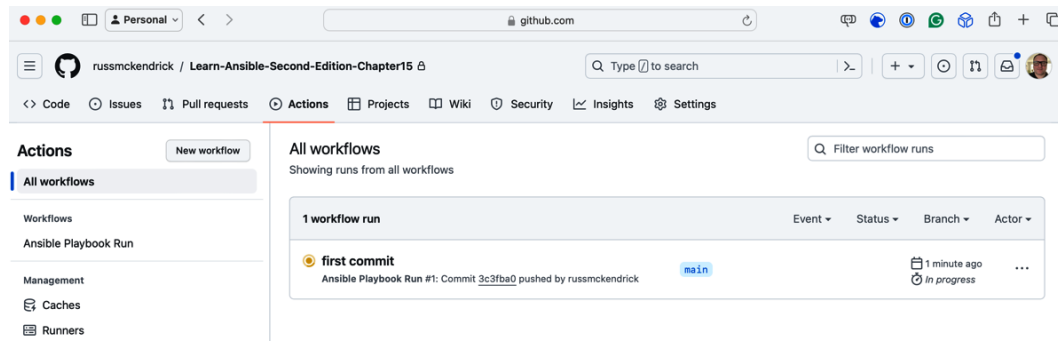 Personal
github.com
russmckendrick / Learn-Ansible-Second-Edition-Chapter15
Type / to search
Code Issues Pull requests Actions Projects Wiki Security Insights Settings
Actions
New workflow
All workflows
Workflows
Ansible Playbook Run
Management
Caches
Runners
All workflows
Showing runs from all workflows
Filter workflow runs
1 workflow run
Event Status Branch Actor
first commit
Ansible Playbook Run #1: Commit 3c3fba0 pushed by russmckendrick
main
1 minute ago
In progress